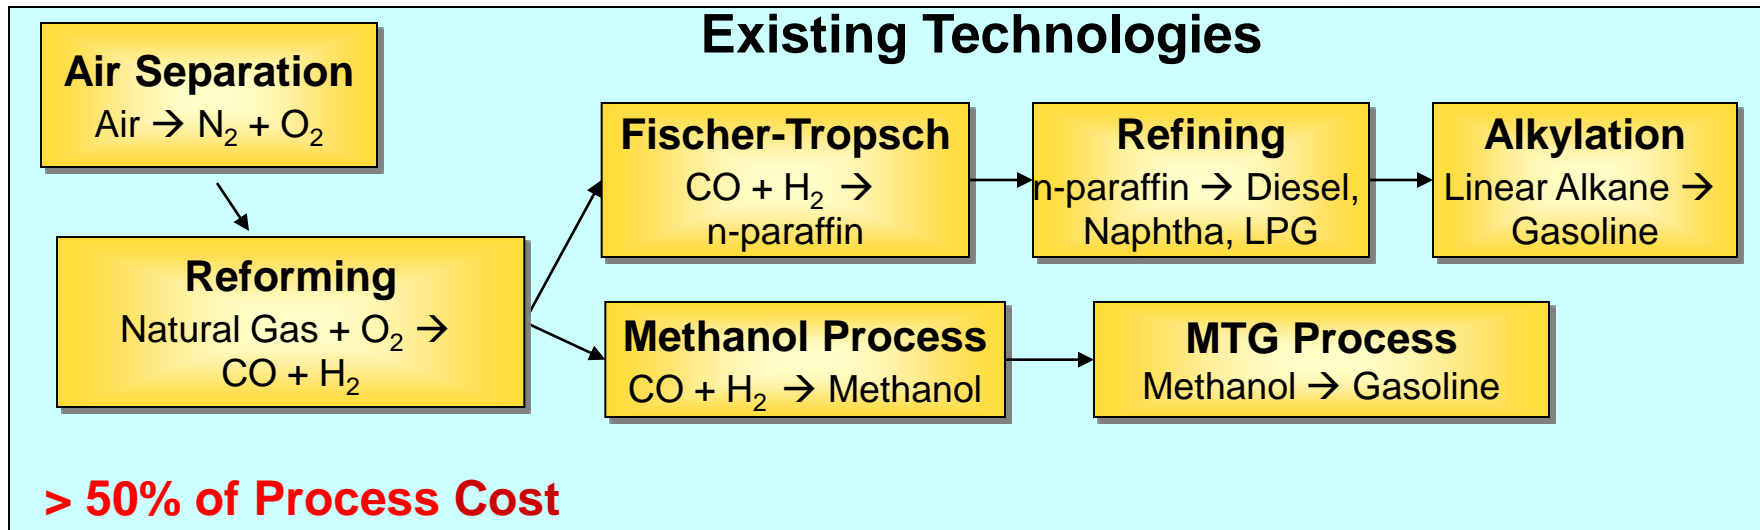 Existing Technologies
Air Separation
Air → N₂ + O₂
Reforming
Natural Gas + O₂ →
CO + H₂
Fischer-Tropsch
CO + H₂ →
n-paraffin
Refining
n-paraffin → Diesel,
Naphtha, LPG
Alkylation
Linear Alkane →
Gasoline
Methanol Process
CO + H₂ → Methanol
MTG Process
Methanol → Gasoline
> 50% of Process Cost